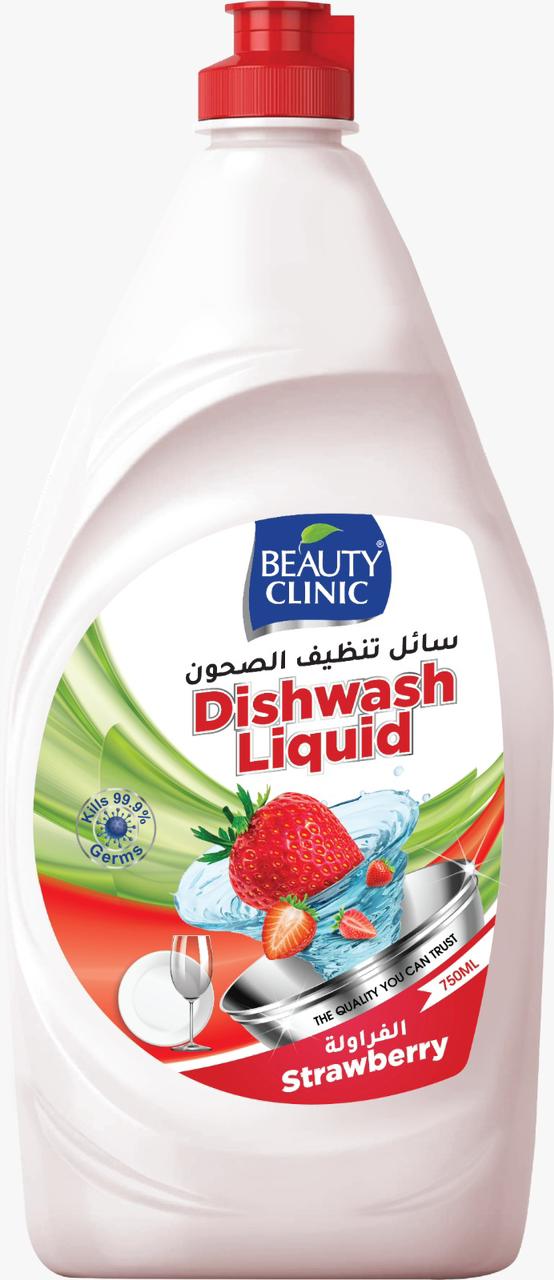 BEAUTY®
CLINIC
سائل تنظيف الصحون
Dishwash
Liquid
Kills 99.9%
Germs
THE QUALITY YOU CAN TRUST
750ML
الفراولة
Strawberry